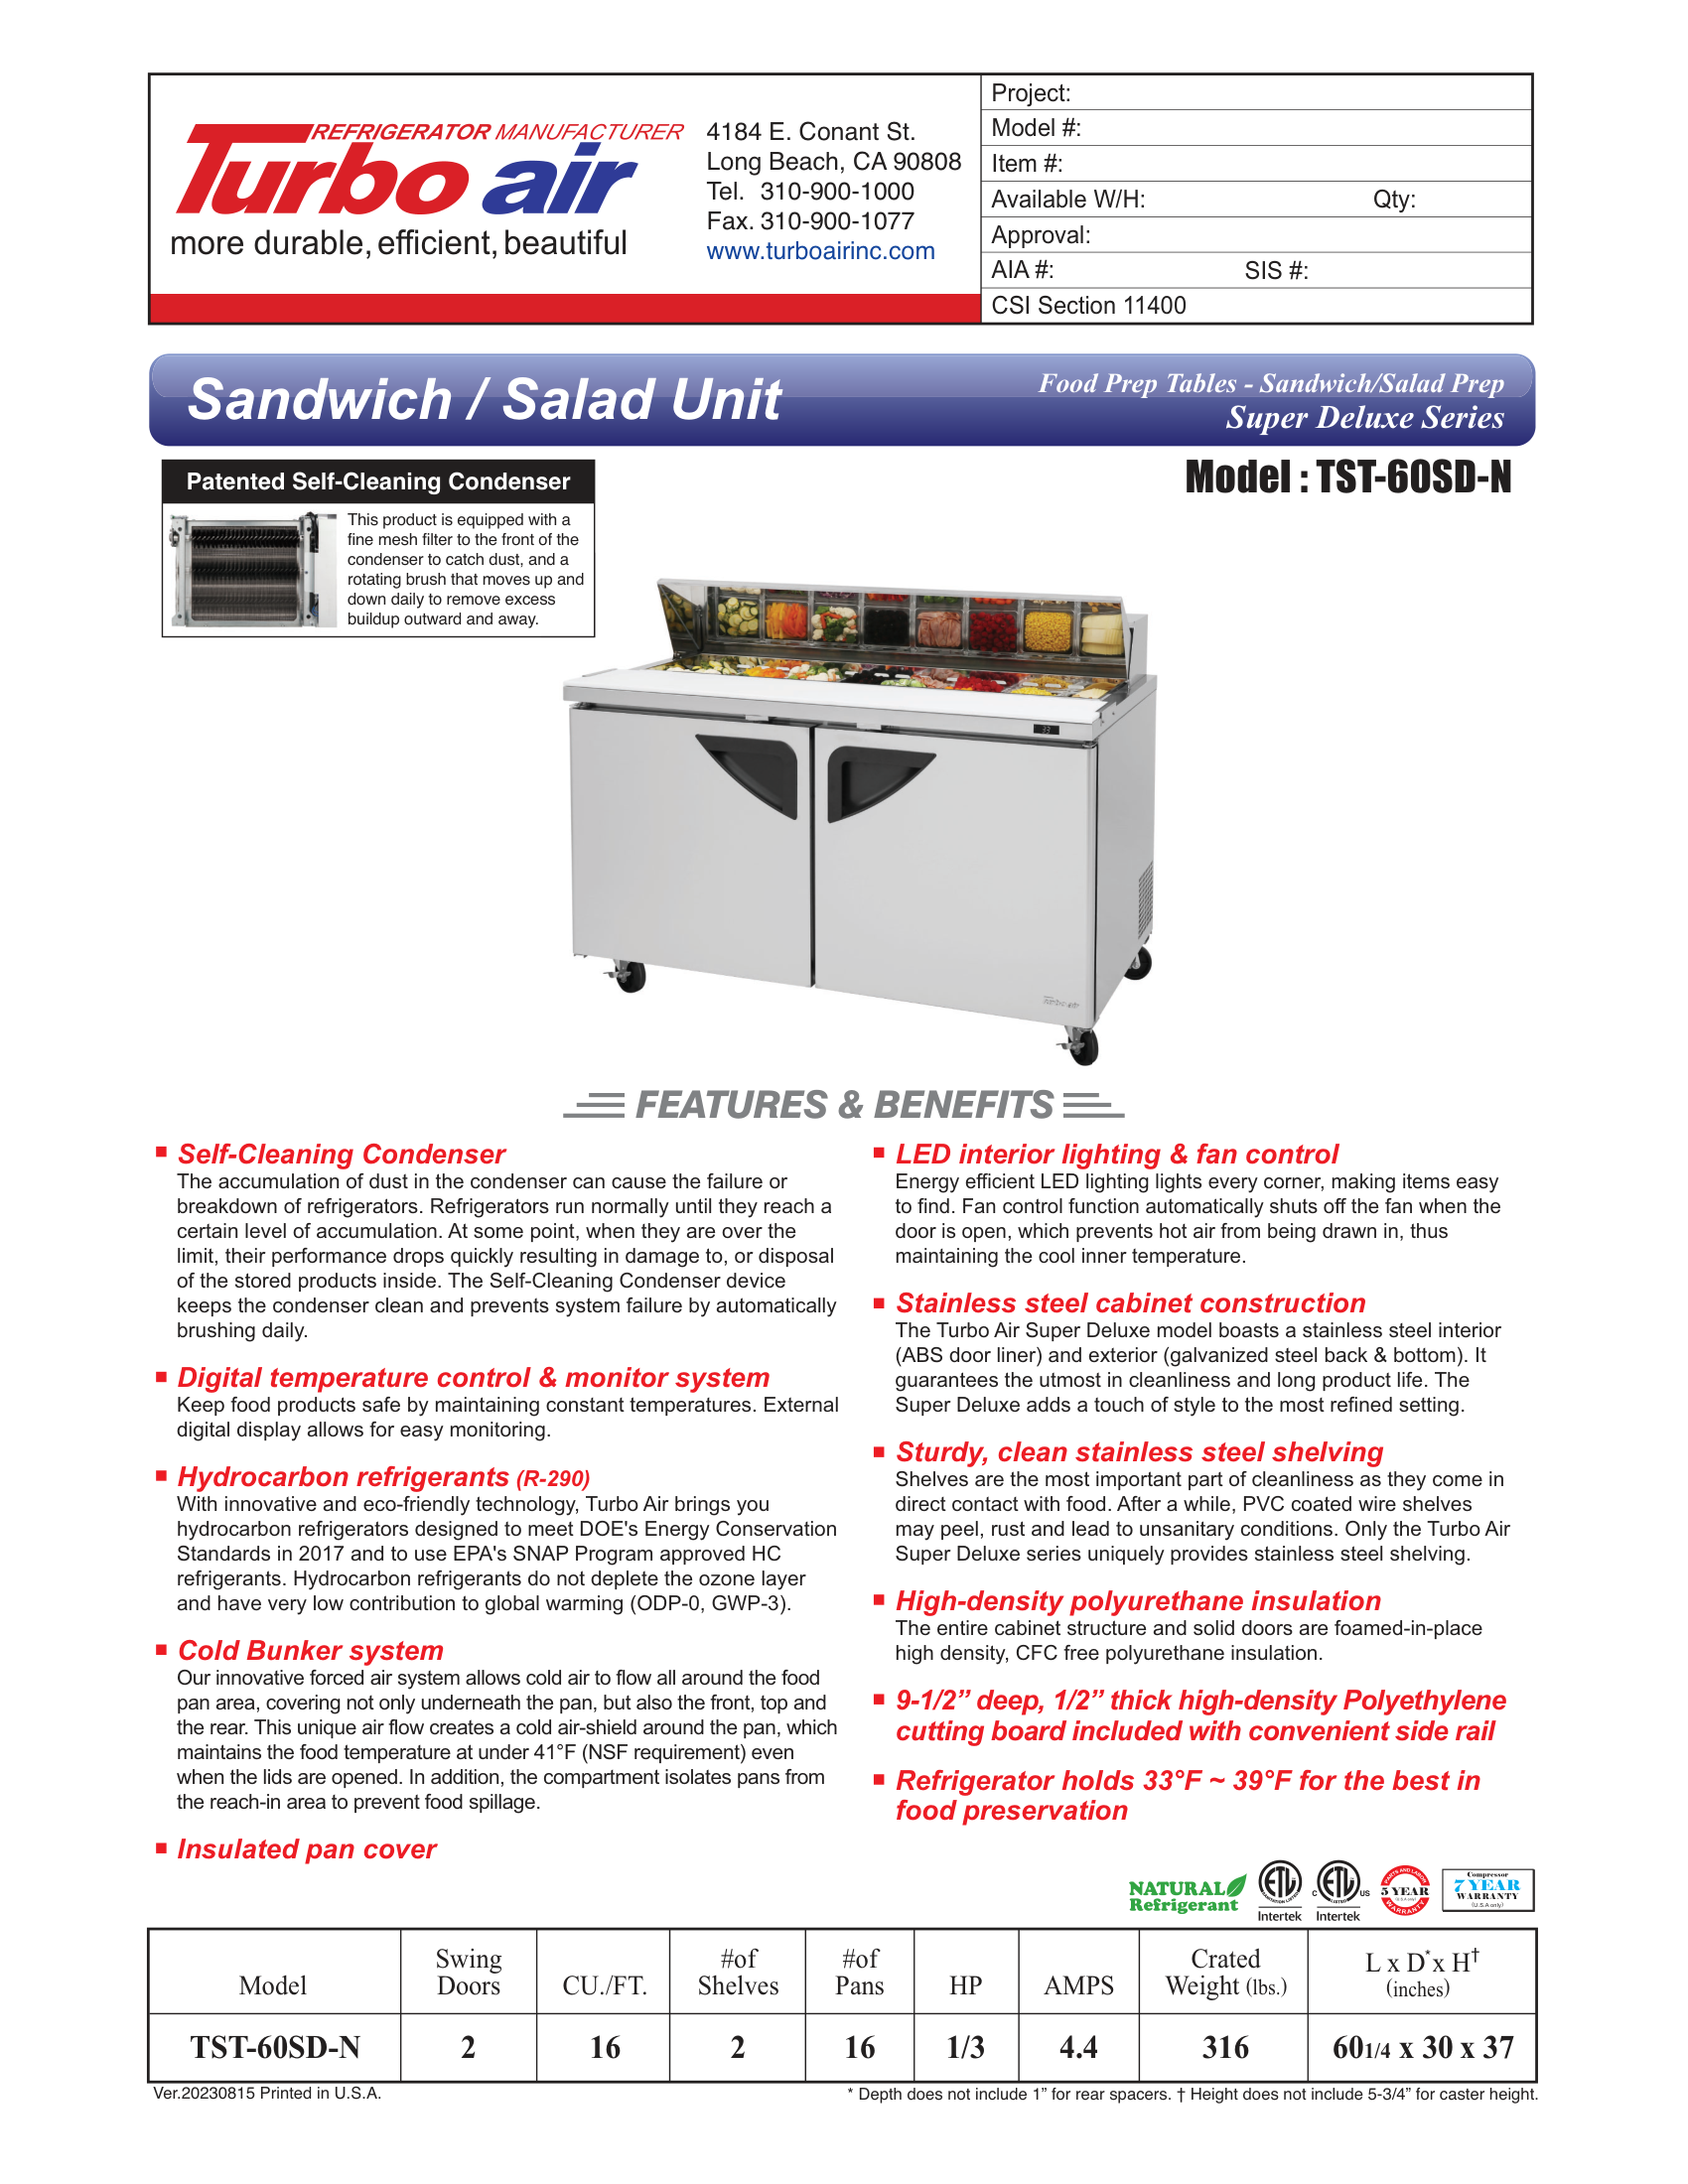 REFRIGERATOR MANUFACTURER
Turbo air
more durable, efficient, beautiful
4184 E. Conant St.
Long Beach, CA 90808
Tel. 310-900-1000
Fax. 310-900-1077
www.turboairinc.com
Project:
Model #:
Item #:
Available W/H: Qty:
Approval:
AIA #: SIS #:
CSI Section 11400
Sandwich / Salad Unit
Food Prep Tables - Sandwich/Salad Prep
Super Deluxe Series
Patented Self-Cleaning Condenser
This product is equipped with a
fine mesh filter to the front of the
condenser to catch dust, and a
rotating brush that moves up and
down daily to remove excess
buildup outward and away.
Model : TST-60SD-N
33
Turbo air
FEATURES & BENEFITS
Self-Cleaning Condenser
The accumulation of dust in the condenser can cause the failure or
breakdown of refrigerators. Refrigerators run normally until they reach a
certain level of accumulation. At some point, when they are over the
limit, their performance drops quickly resulting in damage to, or disposal
of the stored products inside. The Self-Cleaning Condenser device
keeps the condenser clean and prevents system failure by automatically
brushing daily.
Digital temperature control & monitor system
Keep food products safe by maintaining constant temperatures. External
digital display allows for easy monitoring.
Hydrocarbon refrigerants (R-290)
With innovative and eco-friendly technology, Turbo Air brings you
hydrocarbon refrigerators designed to meet DOE's Energy Conservation
Standards in 2017 and to use EPA's SNAP Program approved HC
refrigerants. Hydrocarbon refrigerants do not deplete the ozone layer
and have very low contribution to global warming (ODP-0, GWP-3).
Cold Bunker system
Our innovative forced air system allows cold air to flow all around the food
pan area, covering not only underneath the pan, but also the front, top and
the rear. This unique air flow creates a cold air-shield around the pan, which
maintains the food temperature at under 41°F (NSF requirement) even
when the lids are opened. In addition, the compartment isolates pans from
the reach-in area to prevent food spillage.
Insulated pan cover
LED interior lighting & fan control
Energy efficient LED lighting lights every corner, making items easy
to find. Fan control function automatically shuts off the fan when the
door is open, which prevents hot air from being drawn in, thus
maintaining the cool inner temperature.
Stainless steel cabinet construction
The Turbo Air Super Deluxe model boasts a stainless steel interior
(ABS door liner) and exterior (galvanized steel back & bottom). It
guarantees the utmost in cleanliness and long product life. The
Super Deluxe adds a touch of style to the most refined setting.
Sturdy, clean stainless steel shelving
Shelves are the most important part of cleanliness as they come in
direct contact with food. After a while, PVC coated wire shelves
may peel, rust and lead to unsanitary conditions. Only the Turbo Air
Super Deluxe series uniquely provides stainless steel shelving.
High-density polyurethane insulation
The entire cabinet structure and solid doors are foamed-in-place
high density, CFC free polyurethane insulation.
9-1/2” deep, 1/2” thick high-density Polyethylene
cutting board included with convenient side rail
Refrigerator holds 33°F ~ 39°F for the best in
food preservation
NATURAL
Refrigerant
ETL
SANITATION LISTED
Intertek
C ETL US
LISTED
Intertek
PARTS AND LABOR
5 YEAR
(U.S.A only)
WARRANTY
Compressor
7 YEAR
WARRANTY
(U.S.A only)
Model Swing Doors CU./FT. #of Shelves #of Pans HP AMPS Crated Weight (lbs.) L x D* x H† (inches)
TST-60SD-N 2 16 2 16 1/3 4.4 316 60 1/4 x 30 x 37
Ver.20230815 Printed in U.S.A.
* Depth does not include 1” for rear spacers. † Height does not include 5-3/4” for caster height.